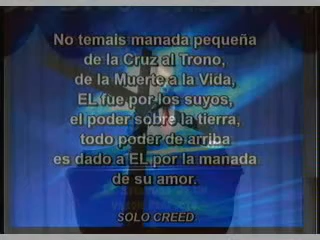 No temais manada pequeña
de la Cruz al Trono,
de la Muerte a la Vida,
EL fue por los suyos,
el poder sobre la tierra,
todo poder de arriba
es dado a EL por la manada
de su amor.
SOLO CREED.